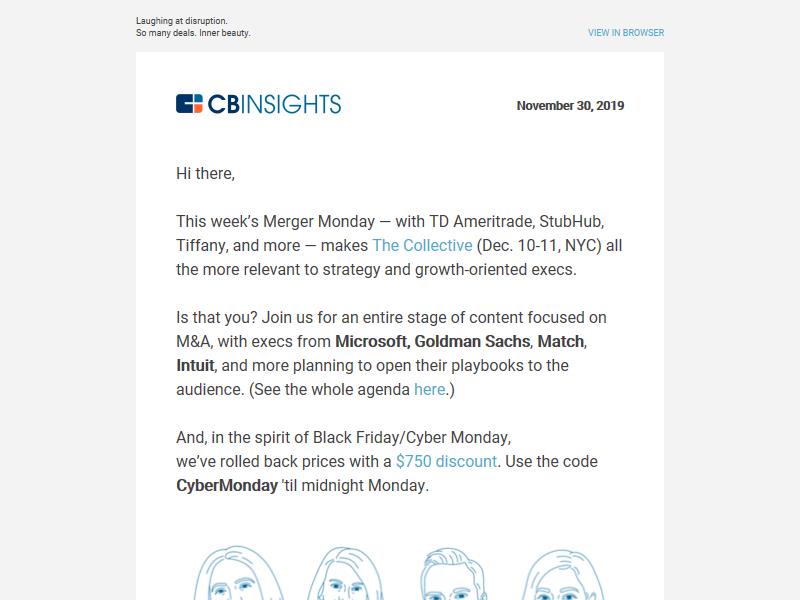 Laughing at disruption.
So many deals. Inner beauty.
VIEW IN BROWSER
CBINSIGHTS
November 30, 2019
Hi there,
This week’s Merger Monday — with TD Ameritrade, StubHub,
Tiffany, and more — makes The Collective (Dec. 10-11, NYC) all
the more relevant to strategy and growth-oriented execs.
Is that you? Join us for an entire stage of content focused on
M&A, with execs from Microsoft, Goldman Sachs, Match,
Intuit, and more planning to open their playbooks to the
audience. (See the whole agenda here.)
And, in the spirit of Black Friday/Cyber Monday,
we’ve rolled back prices with a $750 discount. Use the code
CyberMonday 'til midnight Monday.